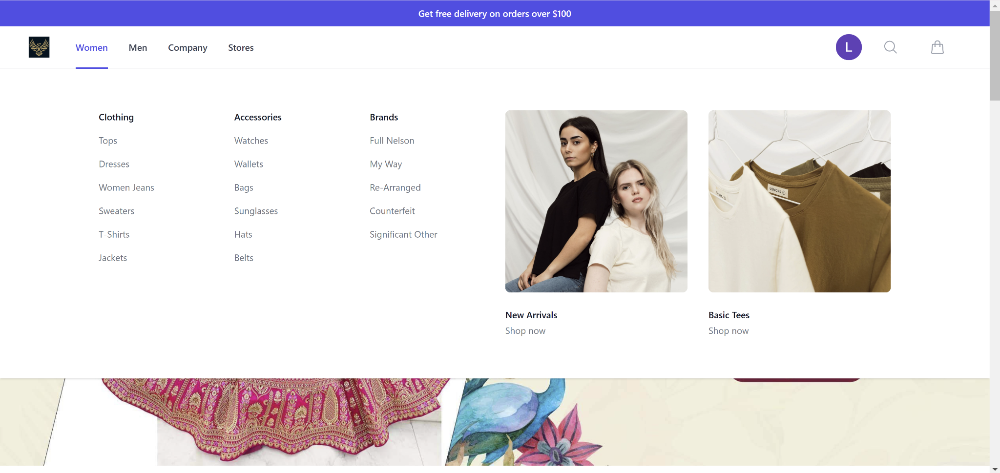 Get free delivery on orders over $100
Women
Men
Company
Stores
L
Clothing
Tops
Dresses
Women Jeans
Sweaters
T-Shirts
Jackets
Accessories
Watches
Wallets
Bags
Sunglasses
Hats
Belts
Brands
Full Nelson
My Way
Re-Arranged
Counterfeit
Significant Other
UGMONK
New Arrivals
Shop now
Basic Tees
Shop now